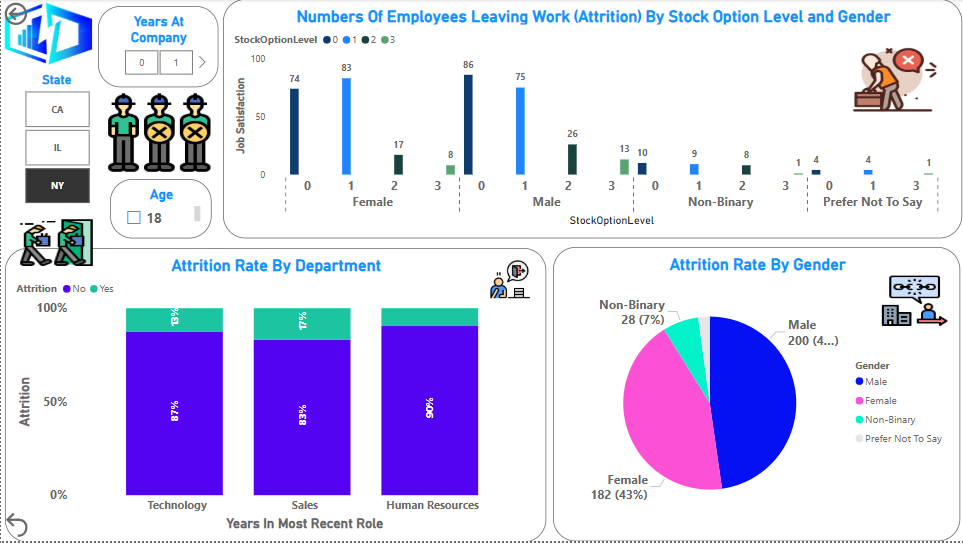 Years At
Company
0 1
State
CA
IL
NY
Age
18
Numbers Of Employees Leaving Work (Attrition) By Stock Option Level and Gender
StockOptionLevel 0 1 2 3
Job Satisfaction
100
50
0
74 83 17 8 86 75 26 13 10 9 8 1 4 4 1
0 1 2 3 0 1 2 3 0 1 2 3 0 1 3
Female Male Non-Binary Prefer Not To Say
StockOptionLevel
Attrition Rate By Department
Attrition No Yes
Attrition
100%
50%
0%
13% 17%
87% 83% 90%
Technology Sales Human Resources
Years In Most Recent Role
Attrition Rate By Gender
Non-Binary
28 (7%)
Male
200 (4...)
Female
182 (43%)
Gender
Male
Female
Non-Binary
Prefer Not To Say